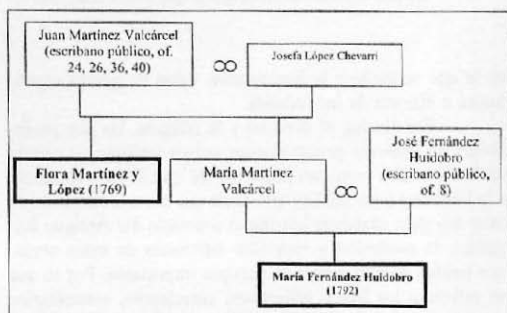 Juan Martínez Valcárcel
(escribano público, of.
24, 26, 36, 40)
Josefa López Chevarri
José Fernández
Huidobro
(escribano público,
of. 8)
Flora Martínez y
López (1769)
María Martínez
Valcárcel
María Fernández Huidobro
(1792)